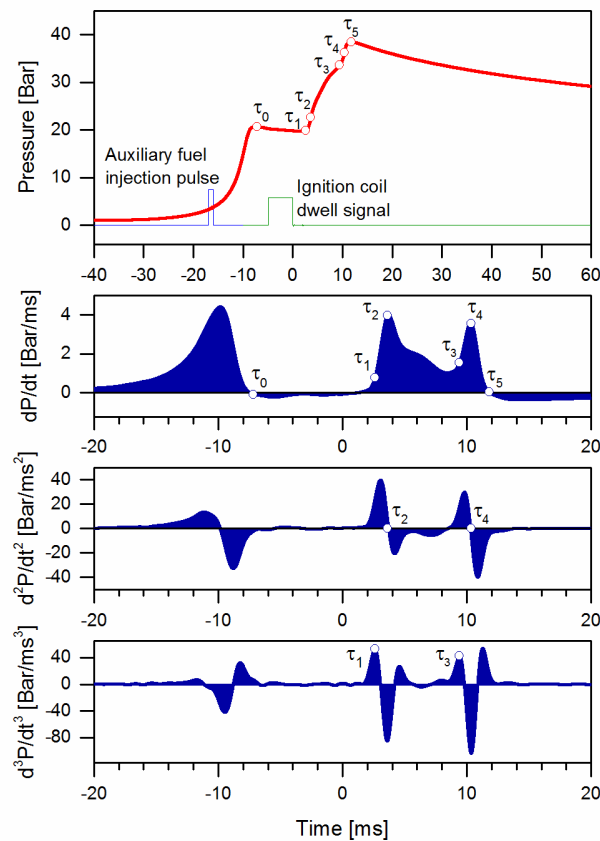 40
30
20
10
0
Pressure [Bar]
τ0
τ1
τ2
τ3
τ4
τ5
Auxiliary fuel
injection pulse
Ignition coil
dwell signal
-40 -30 -20 -10 0 10 20 30 40 50 60
4
2
0
dP/dt [Bar/ms]
τ0
τ1
τ2
τ3
τ4
τ5
-20 -10 0 10 20
40
20
0
-20
-40
d²P/dt² [Bar/ms²]
τ2
τ4
-20 -10 0 10 20
40
0
-40
-80
d³P/dt³ [Bar/ms³]
τ1
τ3
-20 -10 0 10 20
Time [ms]